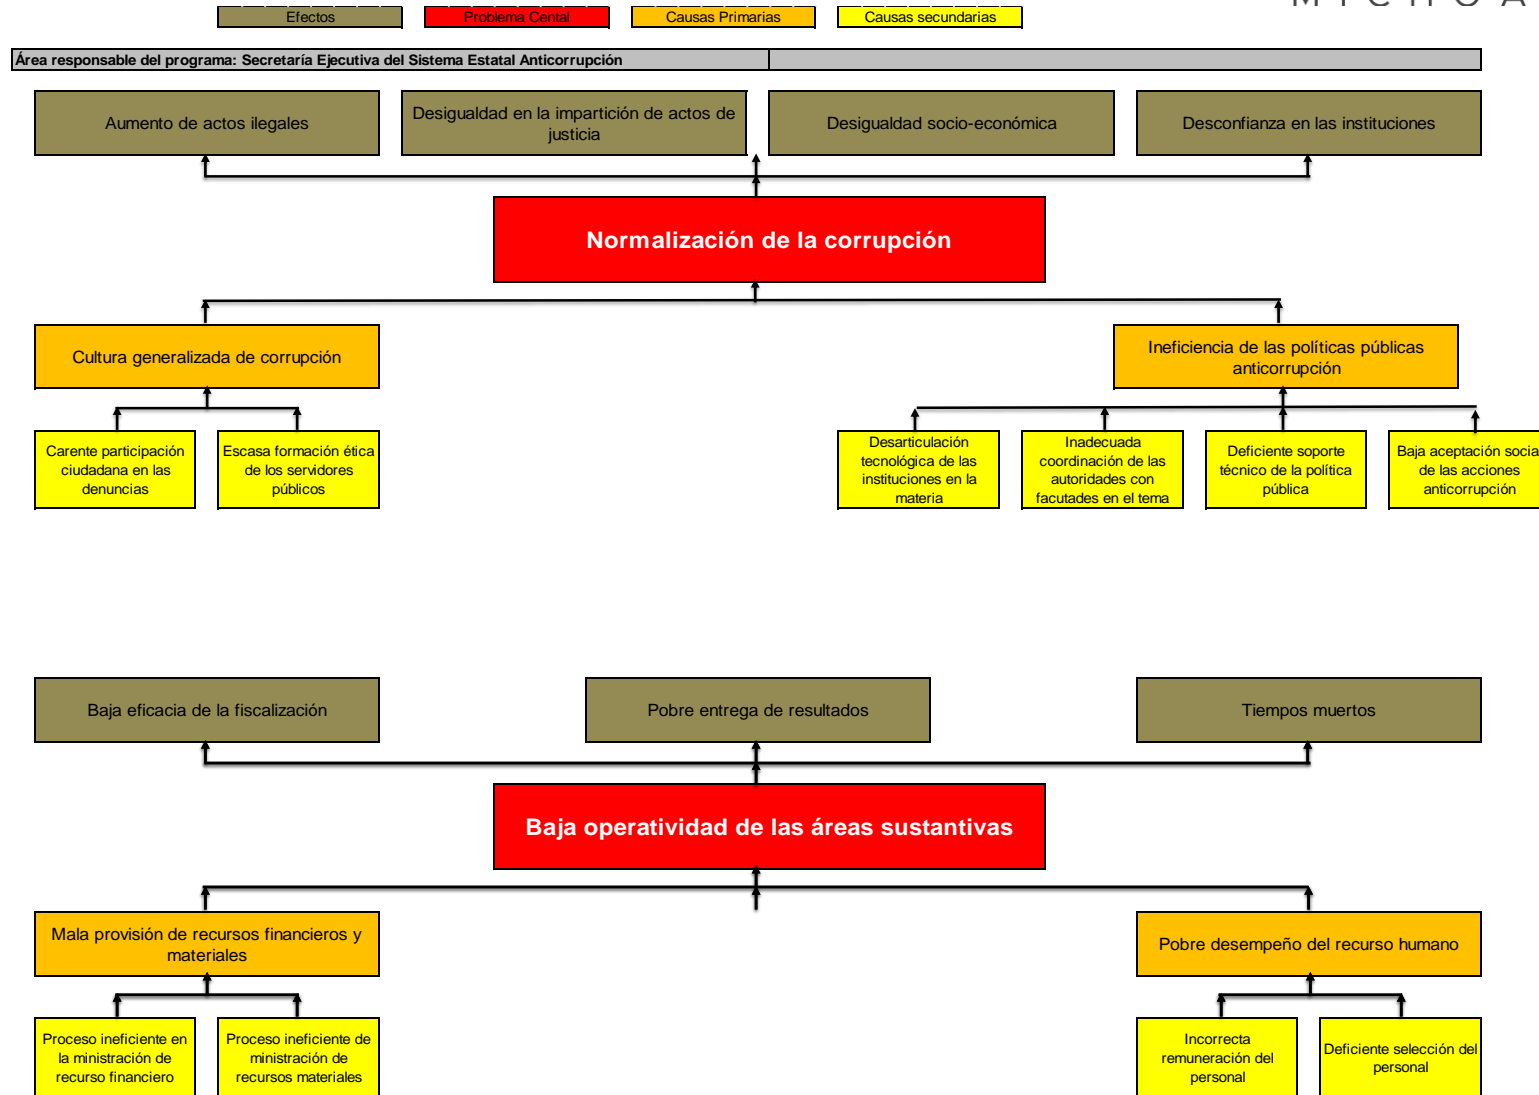 Efectos
Problema Cental
Causas Primarias
Causas secundarias
Área responsable del programa: Secretaría Ejecutiva del Sistema Estatal Anticorrupción
Aumento de actos ilegales
Desigualdad en la impartición de actos de
justicia
Desigualdad socio-económica
Desconfianza en las instituciones
Normalización de la corrupción
Cultura generalizada de corrupción
Ineficiencia de las políticas públicas
anticorrupción
Carente participación
ciudadana en las
denuncias
Escasa formación ética
de los servidores
públicos
Desarticulación
tecnológica de las
instituciones en la
materia
Inadecuada
coordinación de las
autoridades con
facutades en el tema
Deficiente soporte
técnico de la política
pública
Baja aceptación socia
de las acciones
anticorrupción
Baja eficacia de la fiscalización
Pobre entrega de resultados
Tiempos muertos
Baja operatividad de las áreas sustantivas
Mala provisión de recursos financieros y
materiales
Pobre desempeño del recurso humano
Proceso ineficiente en
la ministración de
recurso financiero
Proceso ineficiente de
ministración de
recursos materiales
Incorrecta
remuneración del
personal
Deficiente selección del
personal